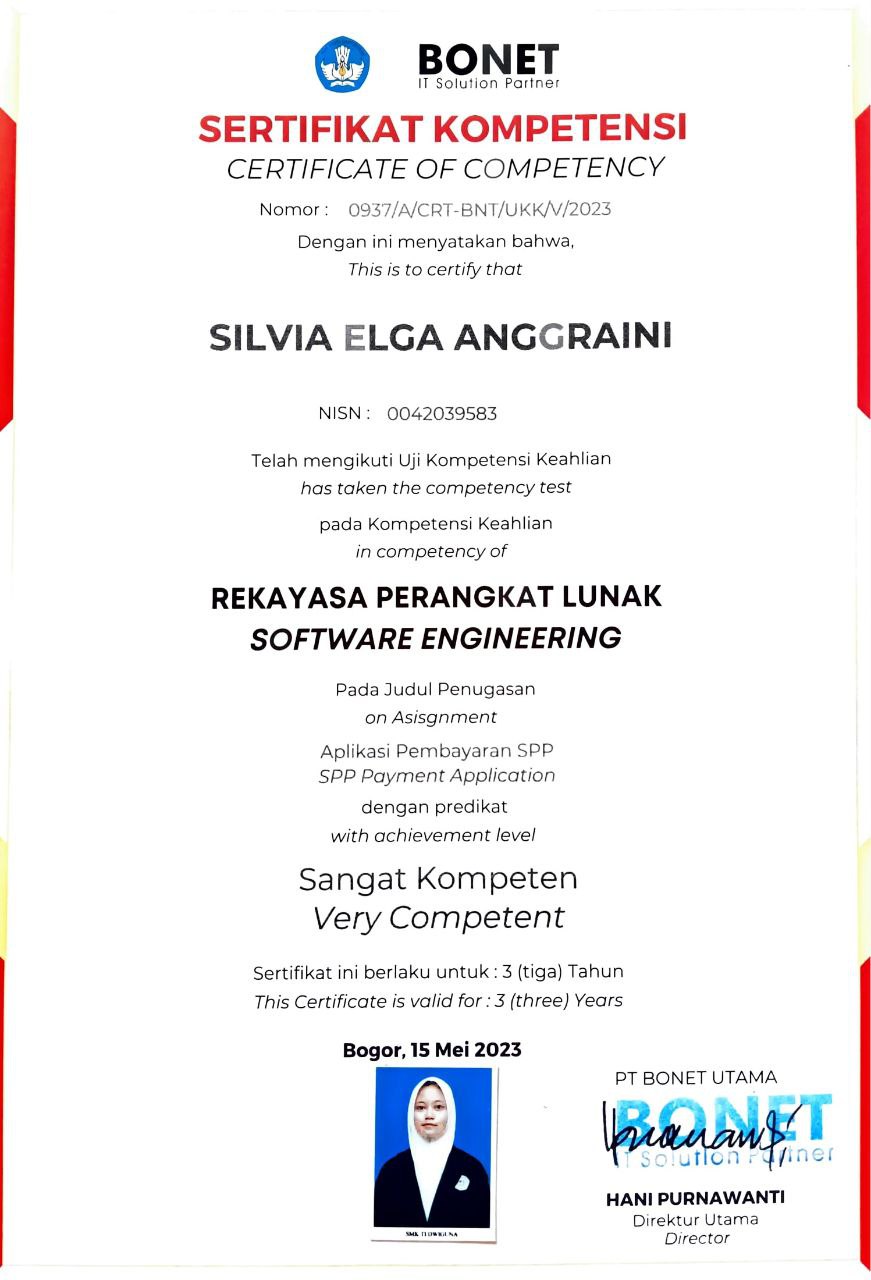 BONET
IT Solution Partner
SERTIFIKAT KOMPETENSI
CERTIFICATE OF COMPETENCY
Nomor : 0937/A/CRT-BNT/UKK/V/2023
Dengan ini menyatakan bahwa,
This is to certify that
SILVIA ELGA ANGGRAINI
NISN : 0042039583
Telah mengikuti Uji Kompetensi Keahlian
has taken the competency test
pada Kompetensi Keahlian
in competency of
REKAYASA PERANGKAT LUNAK
SOFTWARE ENGINEERING
Pada Judul Penugasan
on Asisgnment
Aplikasi Pembayaran SPP
SPP Payment Application
dengan predikat
with achievement level
Sangat Kompeten
Very Competent
Sertifikat ini berlaku untuk : 3 (tiga) Tahun
This Certificate is valid for : 3 (three) Years
Bogor, 15 Mei 2023
SMK
PT BONET UTAMA
BONET
IT Solution Partner
HANI PURNAWANTI
Direktur Utama
Director